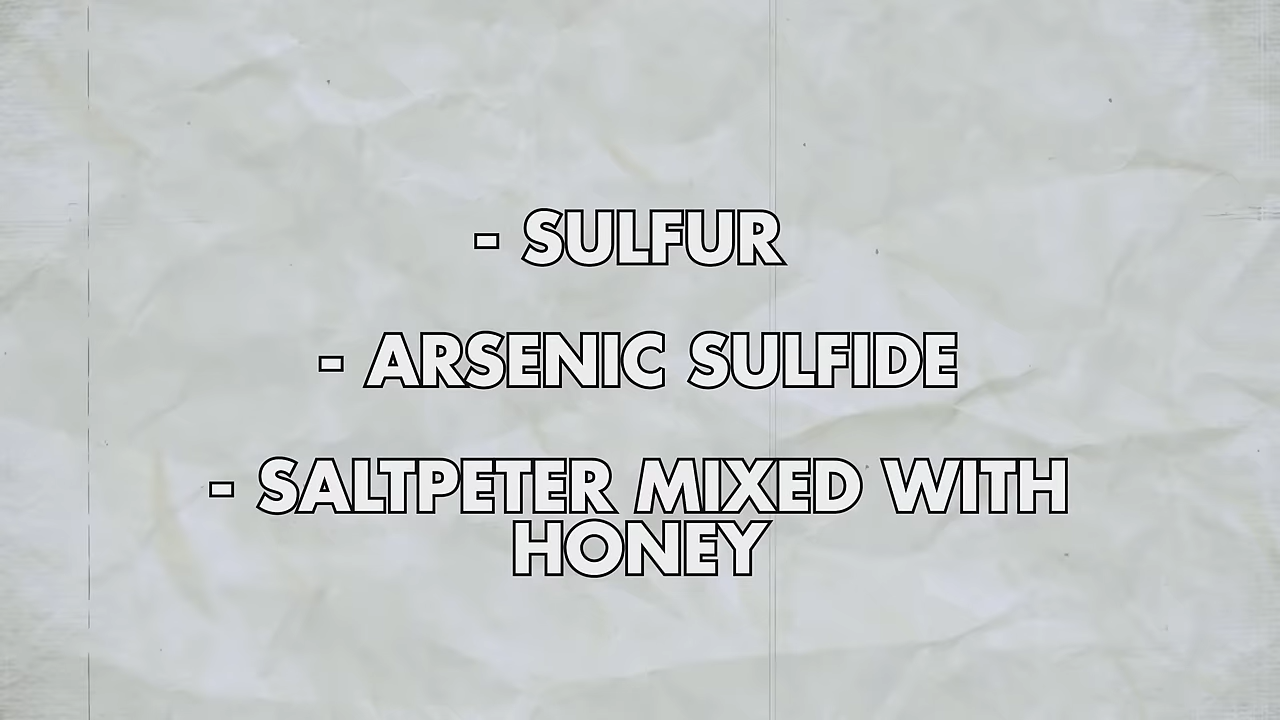 - SULFUR
- ARSENIC SULFIDE
- SALTPETER MIXED WITH
HONEY